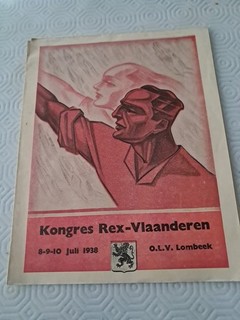 Kongres Rex-Vlaanderen
8-9-10 Juli 1938 O.L.V. Lombeek